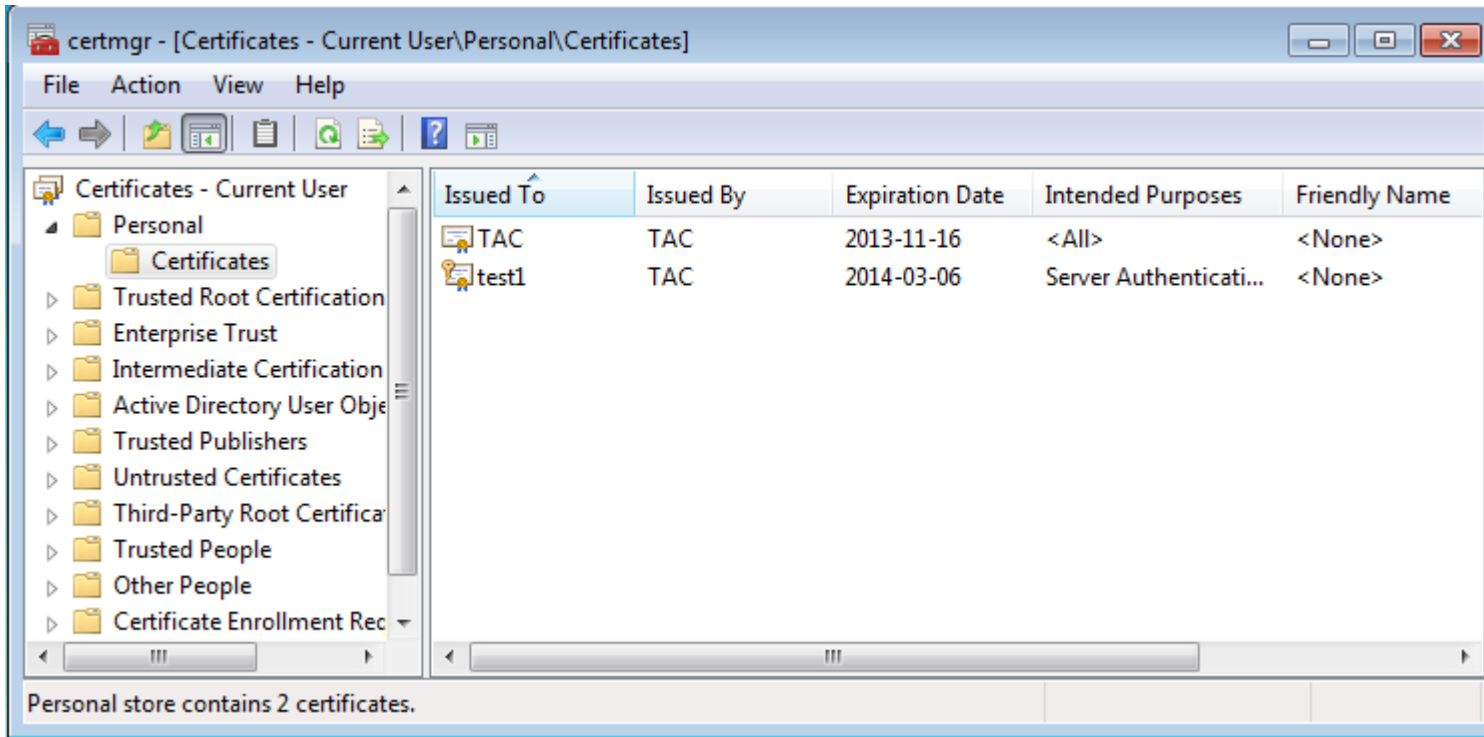 certmgr - [Certificates - Current User\Personal\Certificates]
File Action View Help
Certificates - Current User
Personal
Certificates
Trusted Root Certification
Enterprise Trust
Intermediate Certification
Active Directory User Obje
Trusted Publishers
Untrusted Certificates
Third-Party Root Certifica
Trusted People
Other People
Certificate Enrollment Rec
Issued To Issued By Expiration Date Intended Purposes Friendly Name
TAC TAC 2013-11-16 <All> <None>
test1 TAC 2014-03-06 Server Authenticati... <None>
Personal store contains 2 certificates.